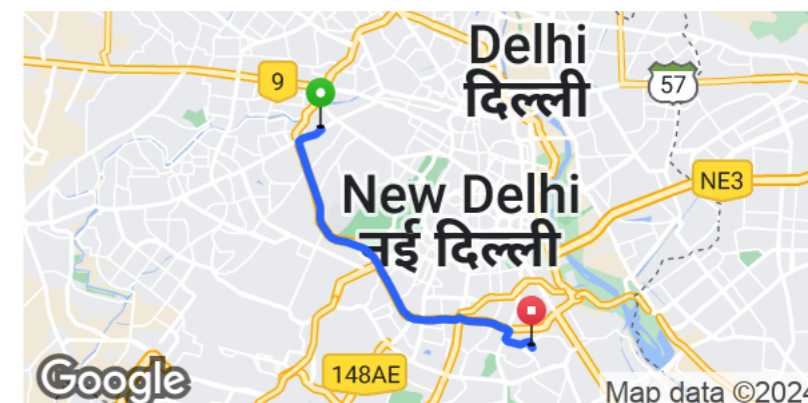 Delhi
दिल्ली
9
57
NE3
New Delhi
नई दिल्ली
148AE
Google
Map data ©2024